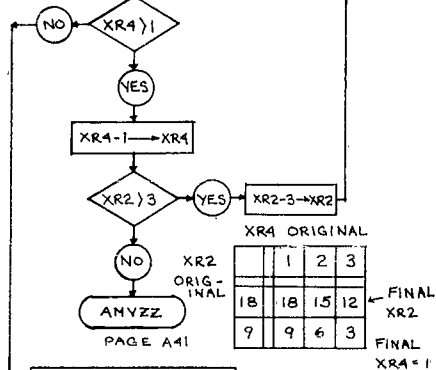 NO
XR4 > 1
YES
XR4-1 → XR4
XR2 > 3
YES
XR2-3 → XR2
NO
AMVZZ
PAGE A41
XR4 ORIGINAL
XR2
ORIG-
INAL
1 2 3
18 18 15 12
9 9 6 3
← FINAL
XR2
FINAL
XR4 = 1